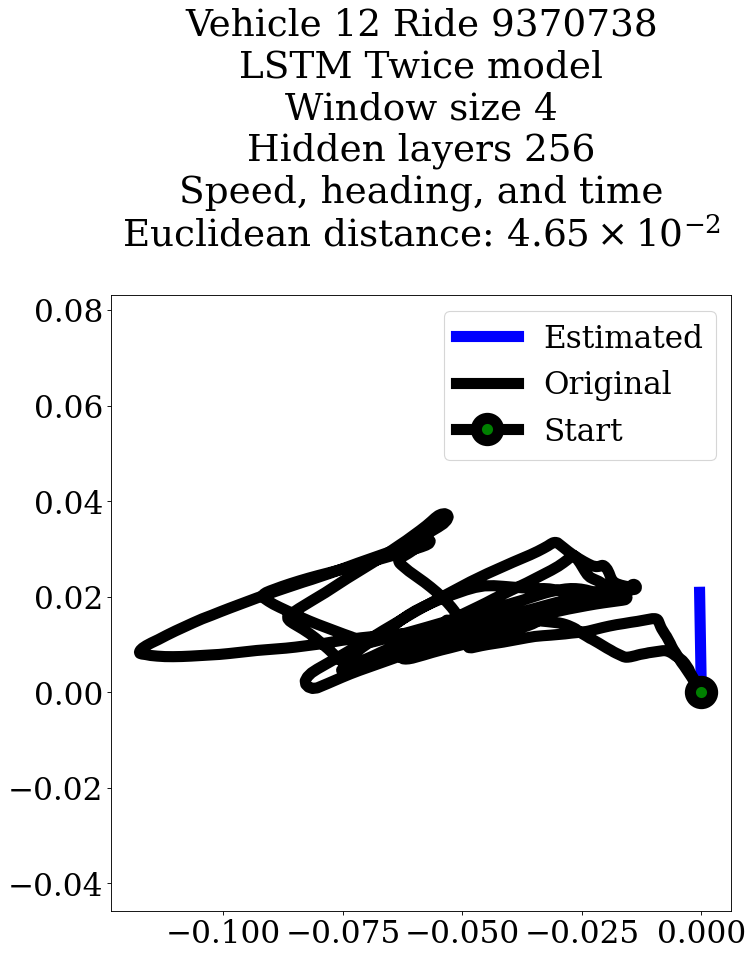 Vehicle 12 Ride 9370738
LSTM Twice model
Window size 4
Hidden layers 256
Speed, heading, and time
Euclidean distance: 4.65 × 10⁻²
Estimated
Original
Start
0.08
0.06
0.04
0.02
0.00
−0.02
−0.04
−0.100 −0.075 −0.050 −0.025 0.000